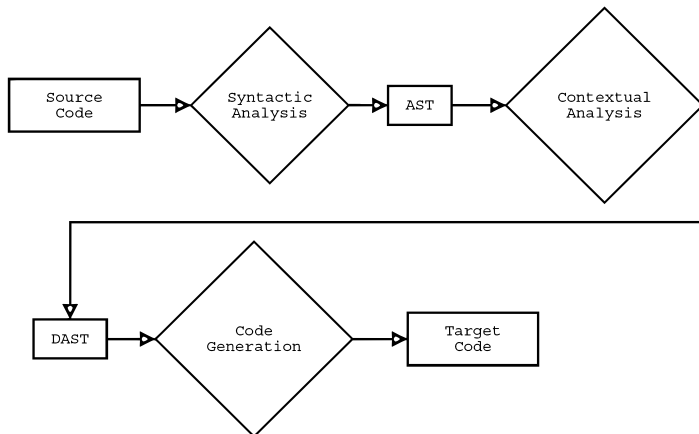 Source
Code
Syntactic
Analysis
AST
Contextual
Analysis
DAST
Code
Generation
Target
Code